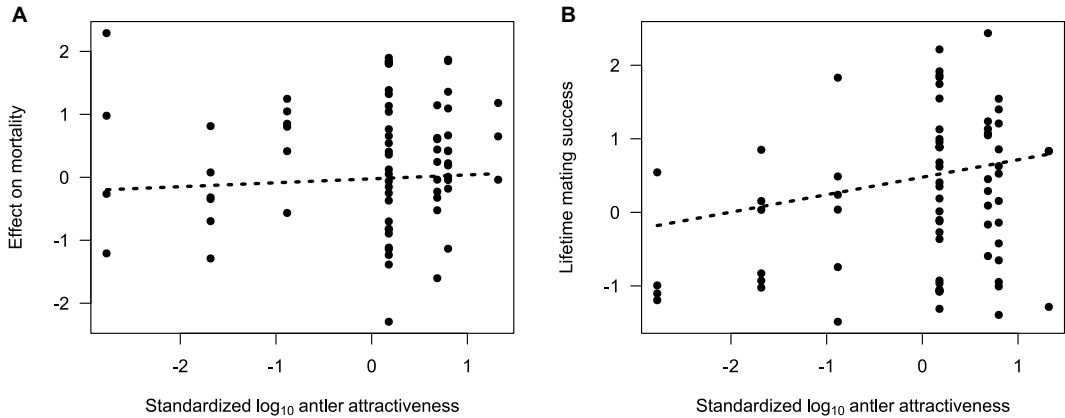 A
Effect on mortality
2
1
0
-1
-2
-2
-1
0
1
Standardized log10 antler attractiveness
B
Lifetime mating success
2
1
0
-1
-2
-1
0
1
Standardized log10 antler attractiveness